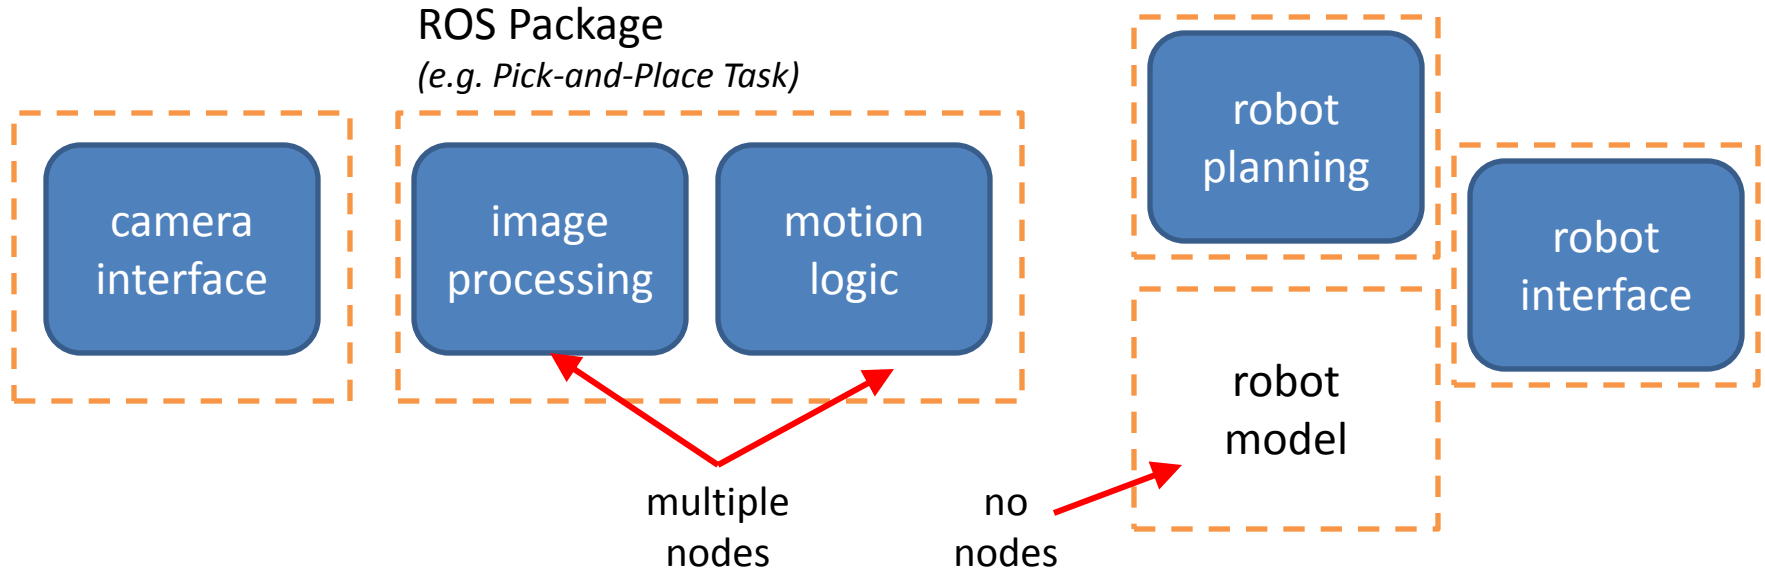 ROS Package
(e.g. Pick-and-Place Task)
camera
interface
image
processing
motion
logic
robot
planning
robot
interface
robot
model
multiple
nodes
no
nodes